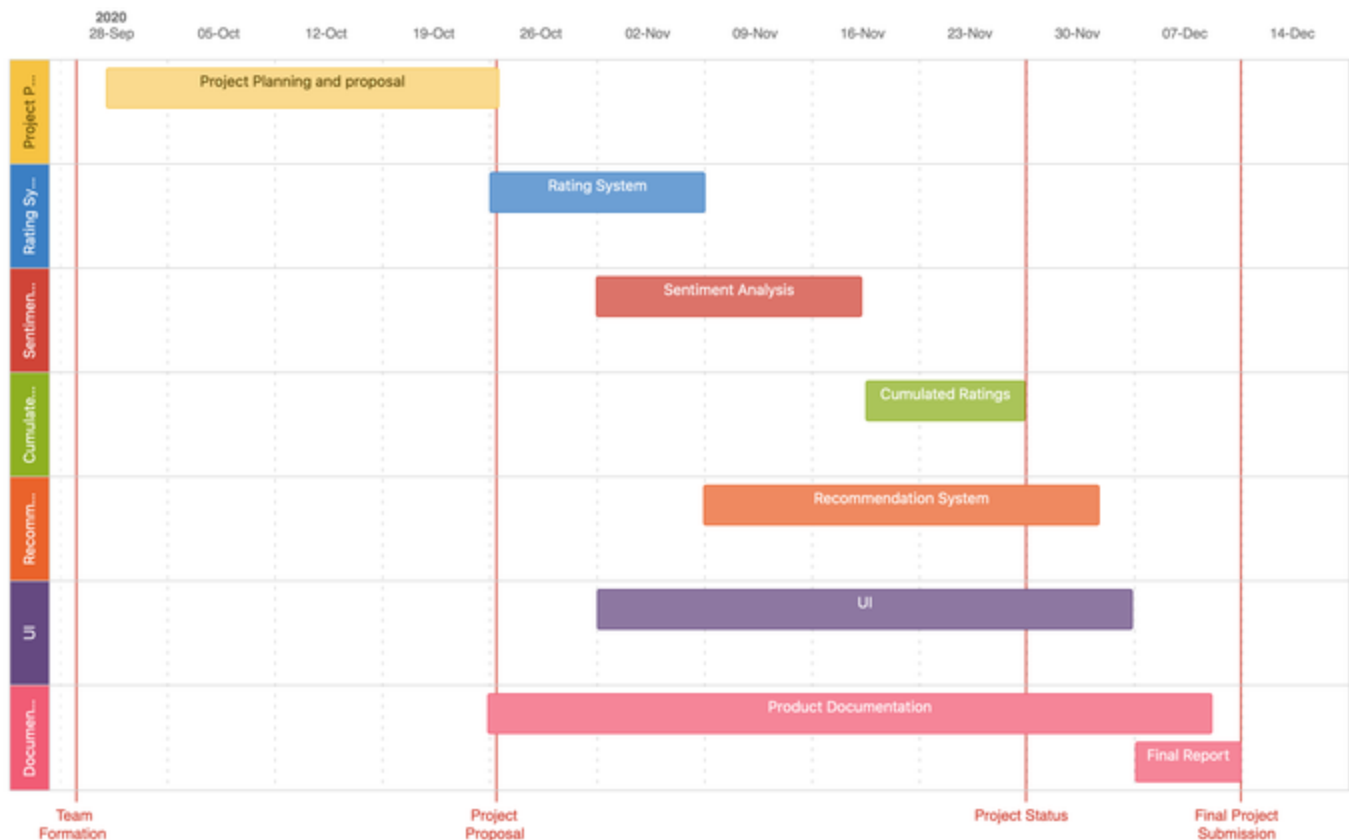 2020
28-Sep 05-Oct 12-Oct 19-Oct 26-Oct 02-Nov 09-Nov 16-Nov 23-Nov 30-Nov 07-Dec 14-Dec
Project P...
Project Planning and proposal
Rating Sy...
Rating System
Sentimen...
Sentiment Analysis
Cumulate...
Cumulated Ratings
Recomm...
Recommendation System
UI
UI
Documen...
Product Documentation
Final Report
Team
Formation
Project
Proposal
Project Status
Final Project
Submission